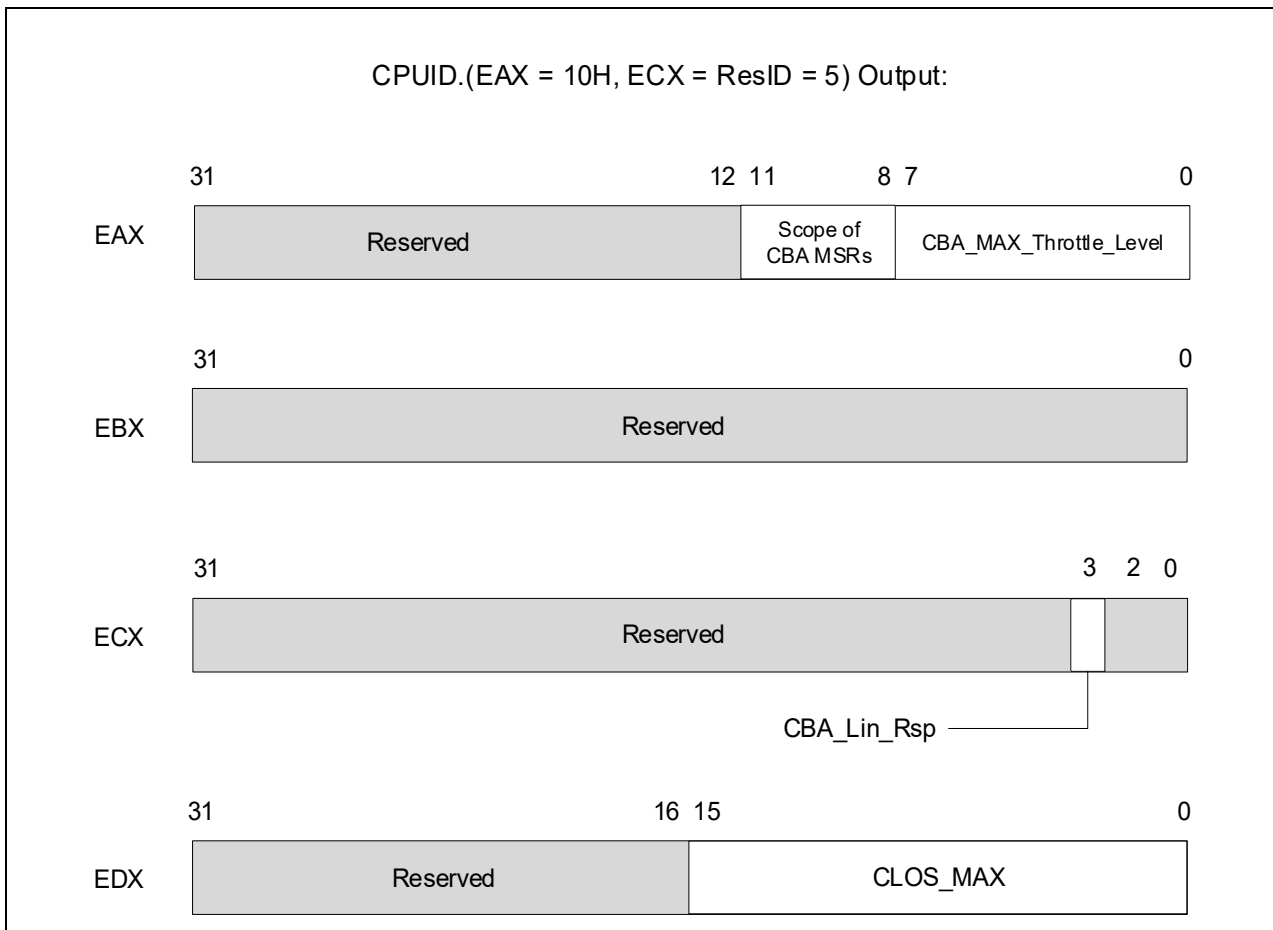 CPUID.(EAX = 10H, ECX = ResID = 5) Output:
31 12 11 8 7 0
EAX Reserved Scope of CBA MSRs CBA_MAX_Throttle_Level
31 0
EBX Reserved
31 3 2 0
ECX Reserved
CBA_Lin_Rsp
31 16 15 0
EDX Reserved CLOS_MAX